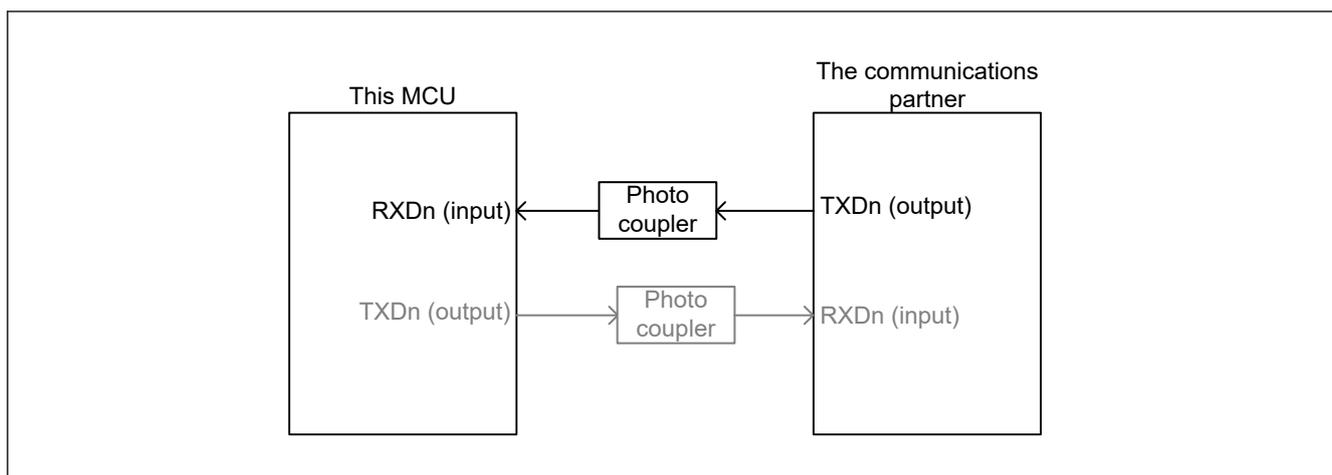 This MCU
The communications
partner
RXDn (input)
Photo
coupler
TXDn (output)
TXDn (output)
Photo
coupler
RXDn (input)